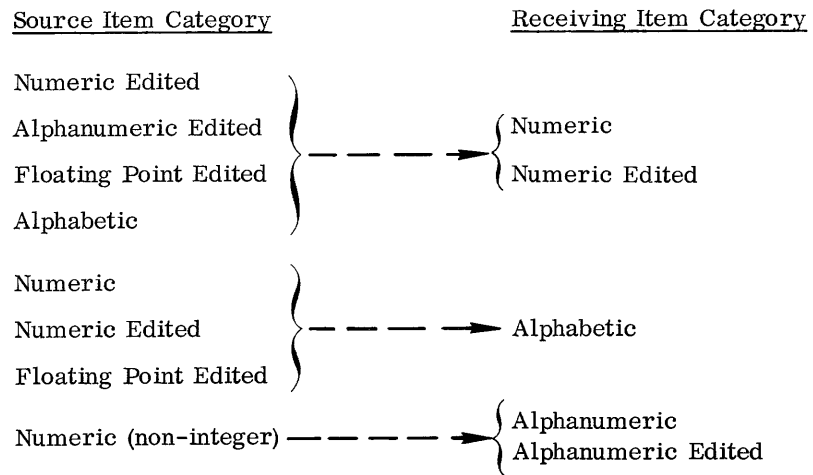 Source Item Category
Receiving Item Category
Numeric Edited
Alphanumeric Edited
Floating Point Edited
Alphabetic
Numeric
Numeric Edited
Numeric
Numeric Edited
Floating Point Edited
Alphabetic
Numeric (non-integer)
Alphanumeric
Alphanumeric Edited